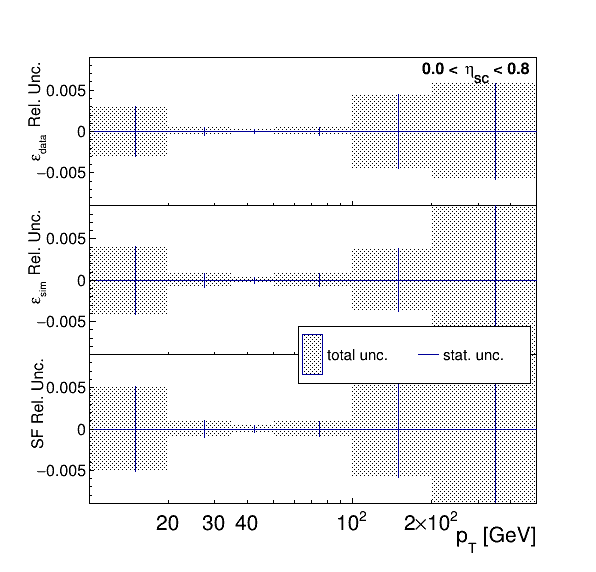 0.0 < η_SC < 0.8
ε_data Rel. Unc.
0.005
0
−0.005
ε_sim Rel. Unc.
0.005
0
−0.005
total unc.
stat. unc.
SF Rel. Unc.
0.005
0
−0.005
20 30 40 10² 2×10²
p_T [GeV]